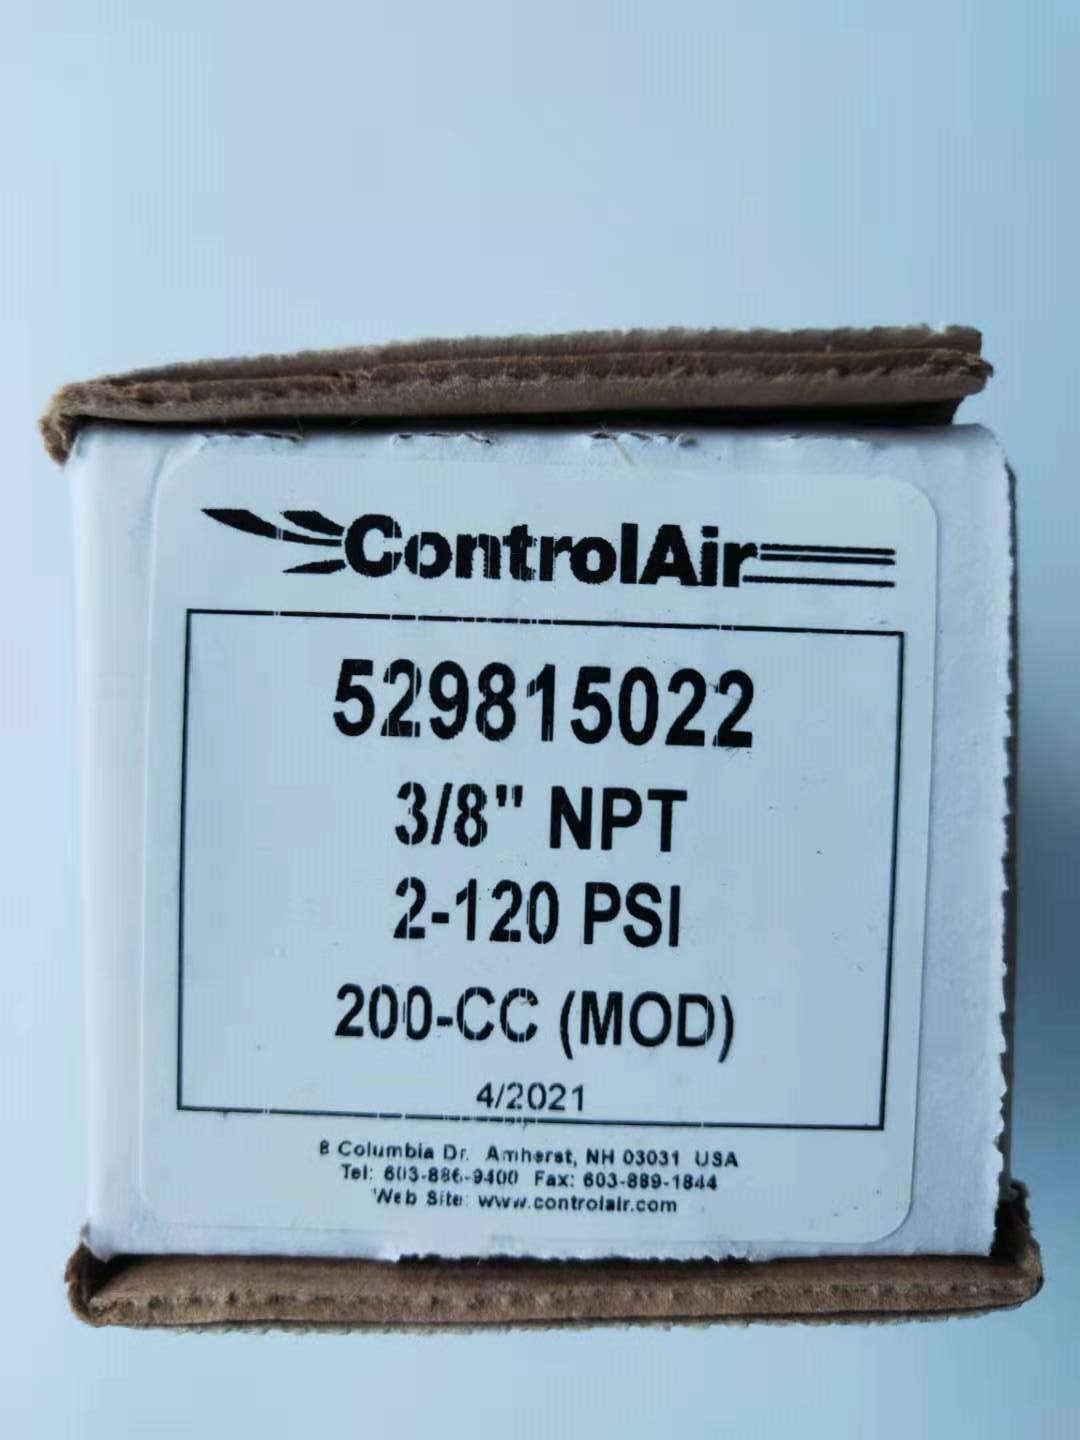 ControlAir
529815022
3/8" NPT
2-120 PSI
200-CC (MOD)
4/2021
8 Columbia Dr. Amherst, NH 03031 USA
Tel: 603-886-9400 Fax: 603-889-1844
Web Site: www.controlair.com